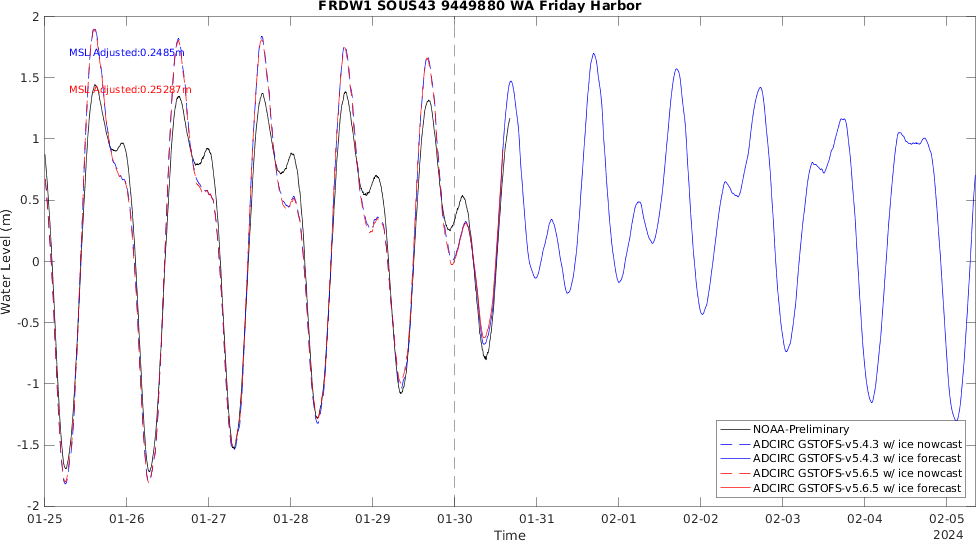 FRDW1 SOUS43 9449880 WA Friday Harbor
2
1.5
1
0.5
0
-0.5
-1
-1.5
-2
Water Level (m)
MSL Adjusted:0.2485m
MSL Adjusted:0.25287m
NOAA-Preliminary
ADCIRC GSTOFS-v5.4.3 w/ ice nowcast
ADCIRC GSTOFS-v5.4.3 w/ ice forecast
ADCIRC GSTOFS-v5.6.5 w/ ice nowcast
ADCIRC GSTOFS-v5.6.5 w/ ice forecast
01-25 01-26 01-27 01-28 01-29 01-30 01-31 02-01 02-02 02-03 02-04 02-05
Time
2024